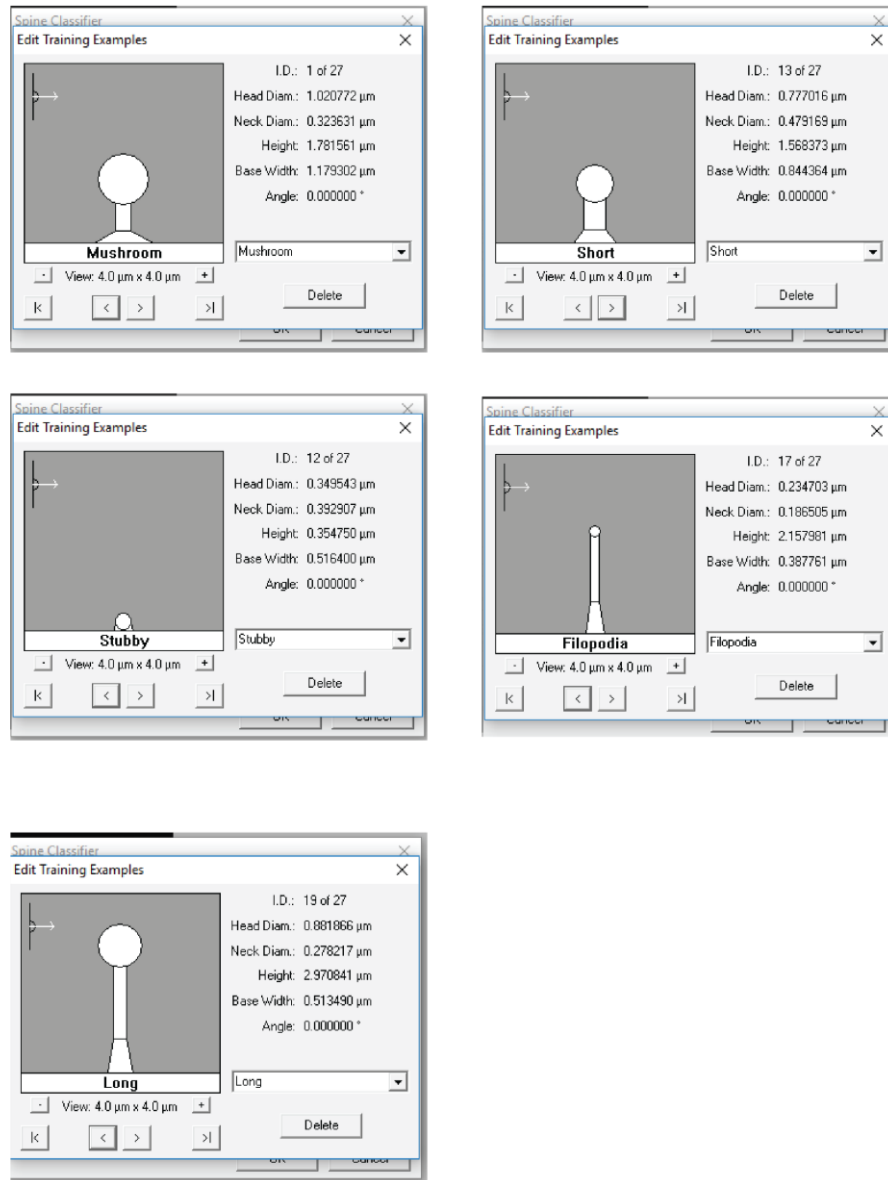 Spine Classifier
Edit Training Examples
I.D.: 1 of 27
Head Diam.: 1.020772 µm
Neck Diam.: 0.323631 µm
Height: 1.781561 µm
Base Width: 1.179302 µm
Angle: 0.000000 °
Mushroom
Mushroom
- View: 4.0 µm x 4.0 µm +
Delete
|< < > >|
OK Cancel
Spine Classifier
Edit Training Examples
I.D.: 13 of 27
Head Diam.: 0.777016 µm
Neck Diam.: 0.479169 µm
Height: 1.568373 µm
Base Width: 0.844364 µm
Angle: 0.000000 °
Short
Short
- View: 4.0 µm x 4.0 µm +
Delete
|< < > >|
OK Cancel
Spine Classifier
Edit Training Examples
I.D.: 12 of 27
Head Diam.: 0.349543 µm
Neck Diam.: 0.392907 µm
Height: 0.354750 µm
Base Width: 0.516400 µm
Angle: 0.000000 °
Stubby
Stubby
- View: 4.0 µm x 4.0 µm +
Delete
|< < > >|
OK Cancel
Spine Classifier
Edit Training Examples
I.D.: 17 of 27
Head Diam.: 0.234703 µm
Neck Diam.: 0.186505 µm
Height: 2.157981 µm
Base Width: 0.387761 µm
Angle: 0.000000 °
Filopodia
Filopodia
- View: 4.0 µm x 4.0 µm +
Delete
|< < > >|
OK Cancel
Spine Classifier
Edit Training Examples
I.D.: 19 of 27
Head Diam.: 0.881866 µm
Neck Diam.: 0.278217 µm
Height: 2.970841 µm
Base Width: 0.513490 µm
Angle: 0.000000 °
Long
Long
- View: 4.0 µm x 4.0 µm +
Delete
|< < > >|
OK Cancel